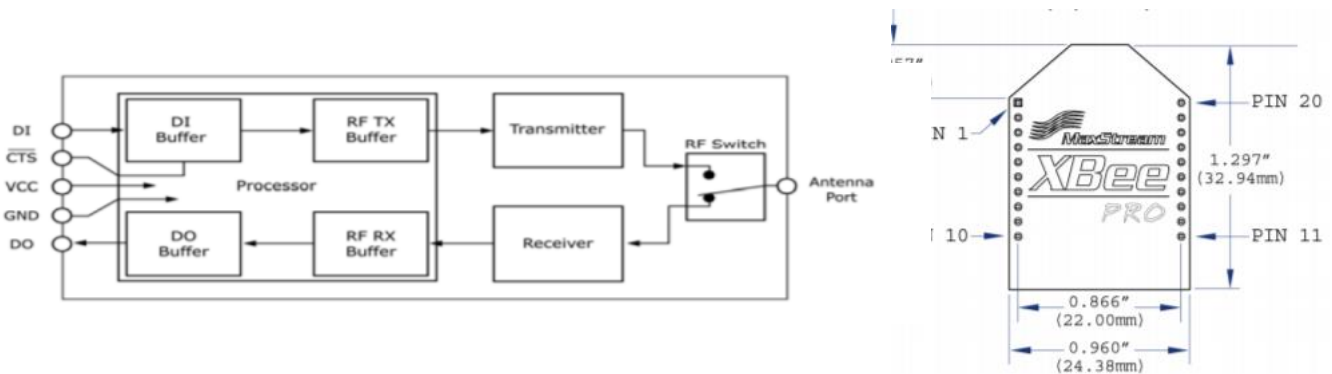 DI
CTS
VCC
GND
DO
DI
Buffer
RF TX
Buffer
Processor
DO
Buffer
RF RX
Buffer
Transmitter
Receiver
RF Switch
Antenna
Port
PIN 20
N 1
MaxStream
XBee
PRO
1.297"
(32.94mm)
10
PIN 11
0.866"
(22.00mm)
0.960"
(24.38mm)